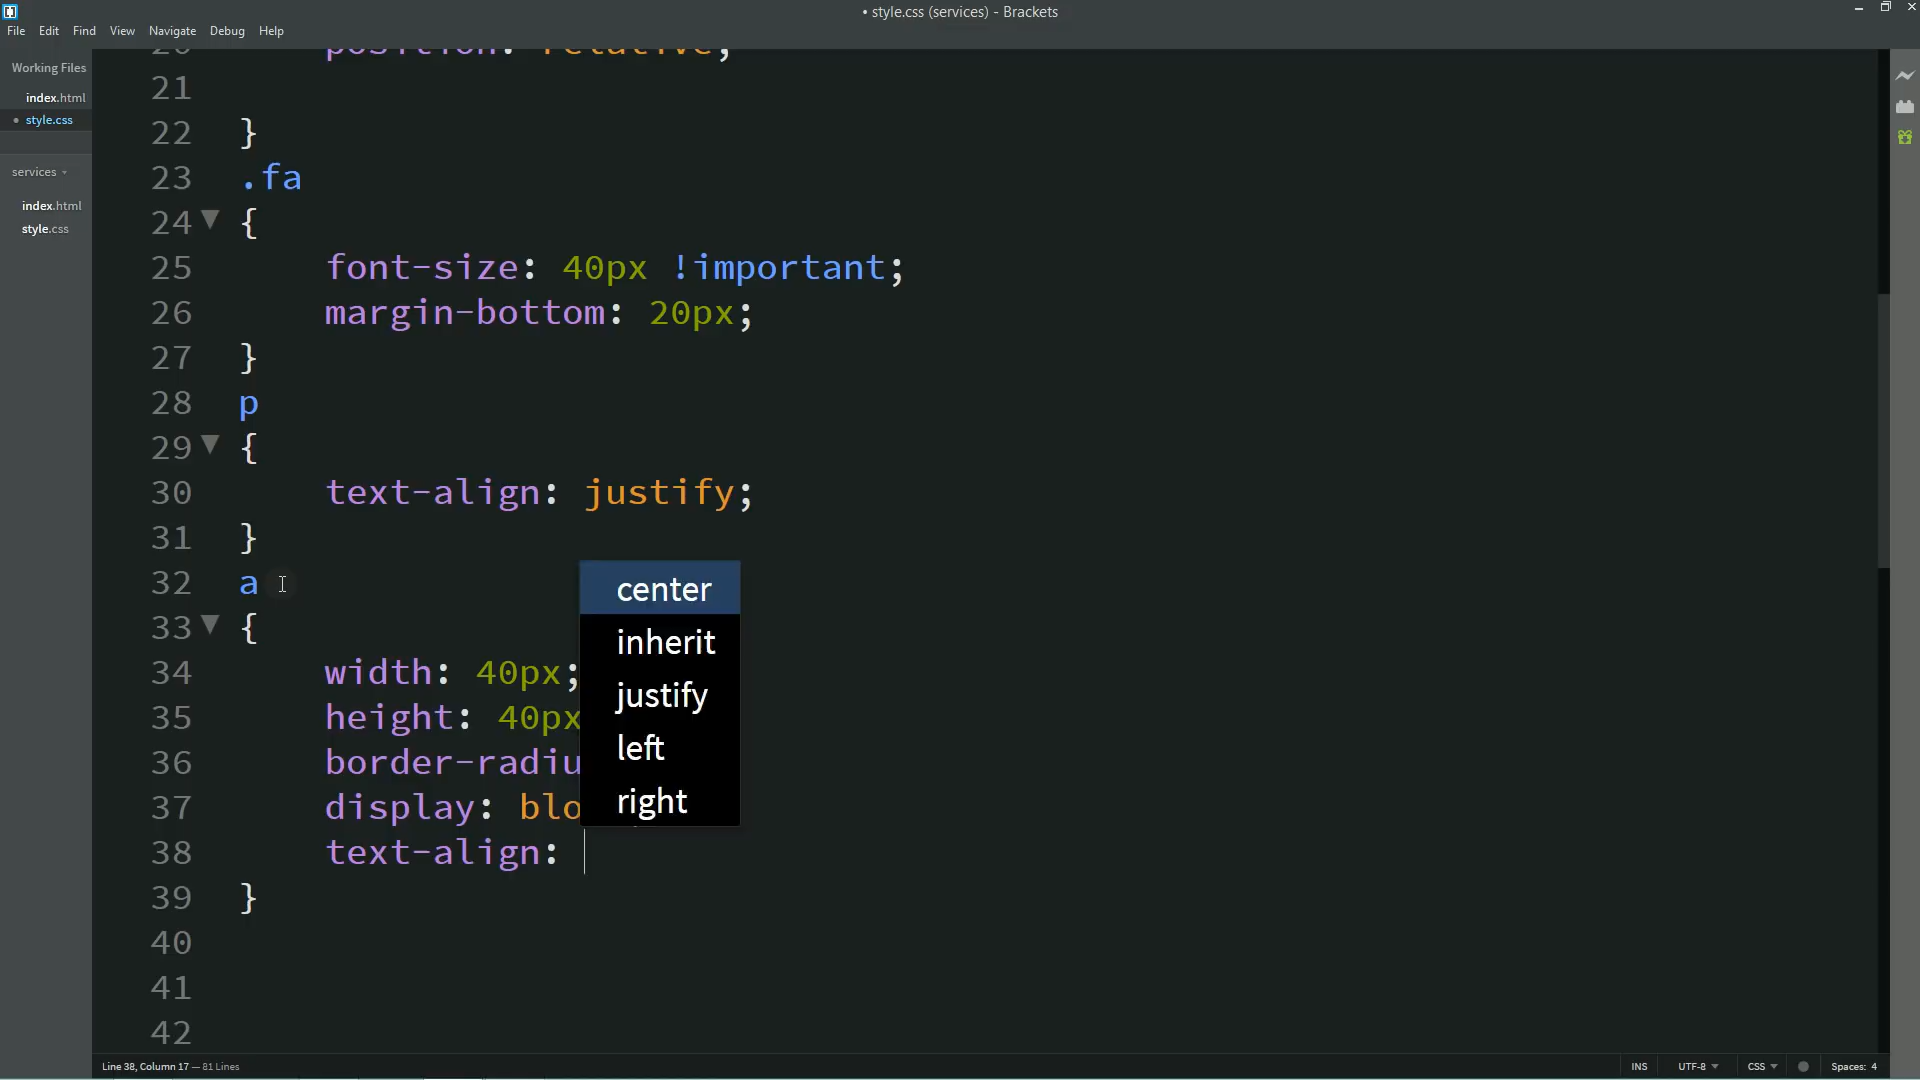 • style.css (services) - Brackets
File Edit Find View Navigate Debug Help
Working Files
index.html
• style.css
services
index.html
style.css
20 position: relative;
21
22 }
23 .fa
24 {
25 font-size: 40px !important;
26 margin-bottom: 20px;
27 }
28 p
29 {
30 text-align: justify;
31 }
32 a
33 {
34 width: 40px;
35 height: 40px
36 border-radiu
37 display: blo
38 text-align:
39 }
40
41
42
center
inherit
justify
left
right
Line 38, Column 17 — 81 Lines
INS UTF-8 CSS Spaces: 4